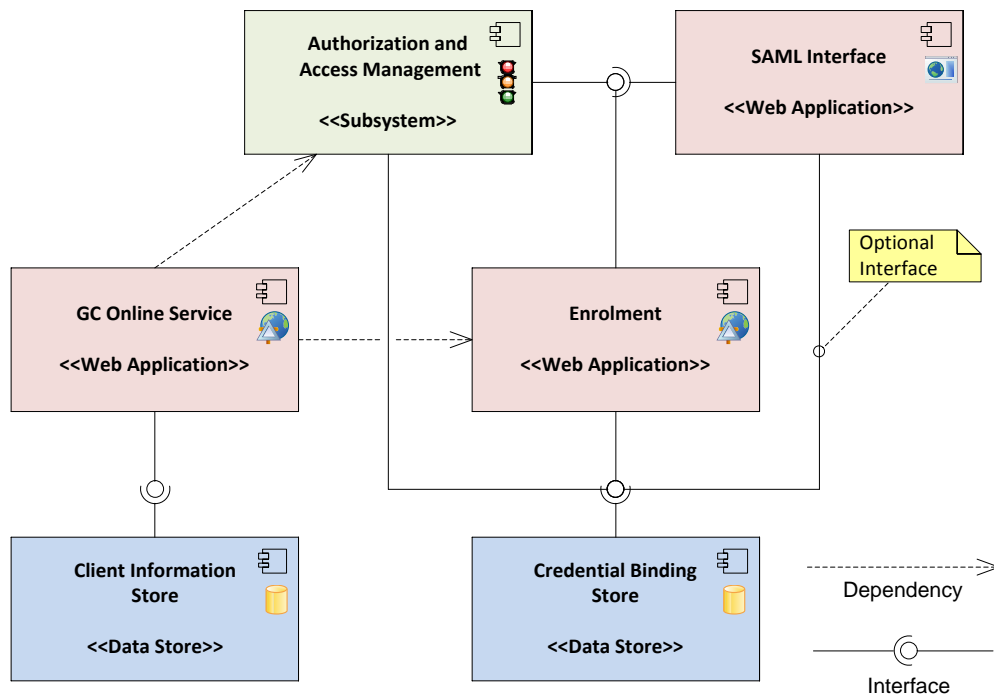 Authorization and
Access Management
<<Subsystem>>
SAML Interface
<<Web Application>>
Optional
Interface
GC Online Service
<<Web Application>>
Enrolment
<<Web Application>>
Client Information
Store
<<Data Store>>
Credential Binding
Store
<<Data Store>>
Dependency
Interface